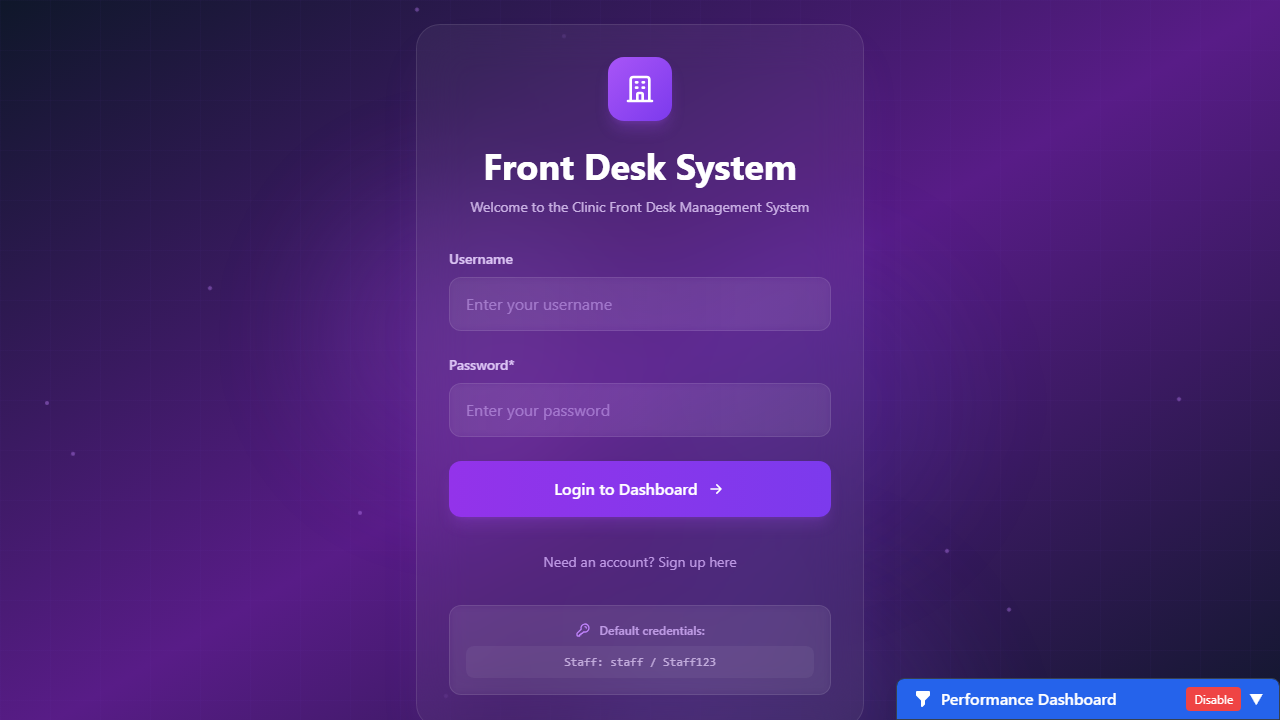 Front Desk System
Welcome to the Clinic Front Desk Management System
Username
Enter your username
Password*
Enter your password
Login to Dashboard →
Need an account? Sign up here
Default credentials:
Staff: staff / Staff123
Performance Dashboard Disable ▼